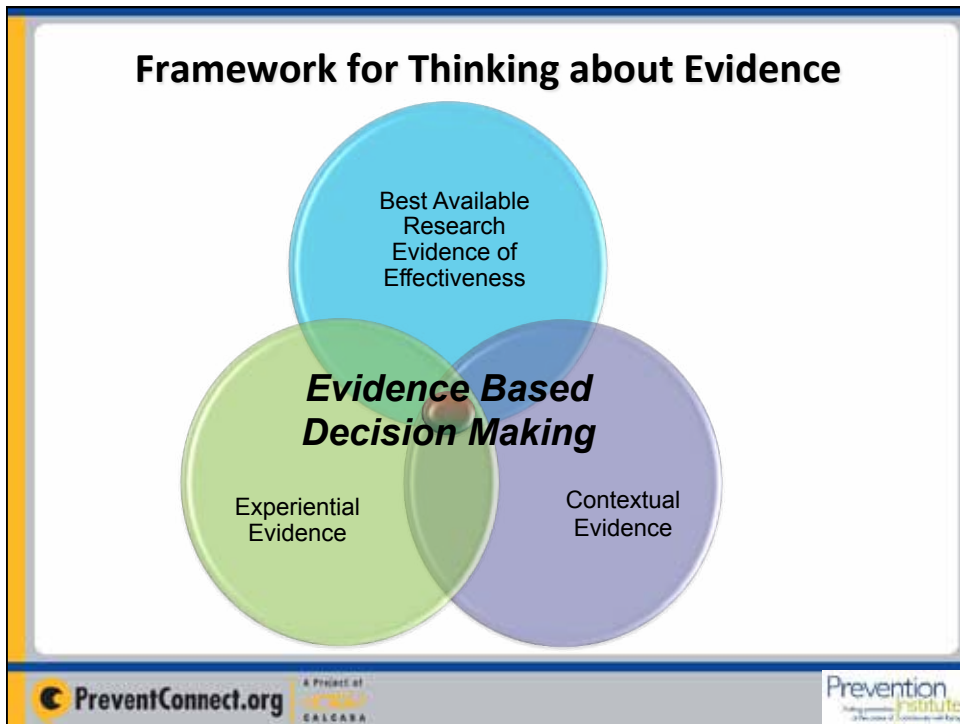 Framework for Thinking about Evidence
Best Available
Research
Evidence of
Effectiveness
Evidence Based
Decision Making
Experiential
Evidence
Contextual
Evidence
PreventConnect.org
A Project of
CALCASA
Prevention
Institute